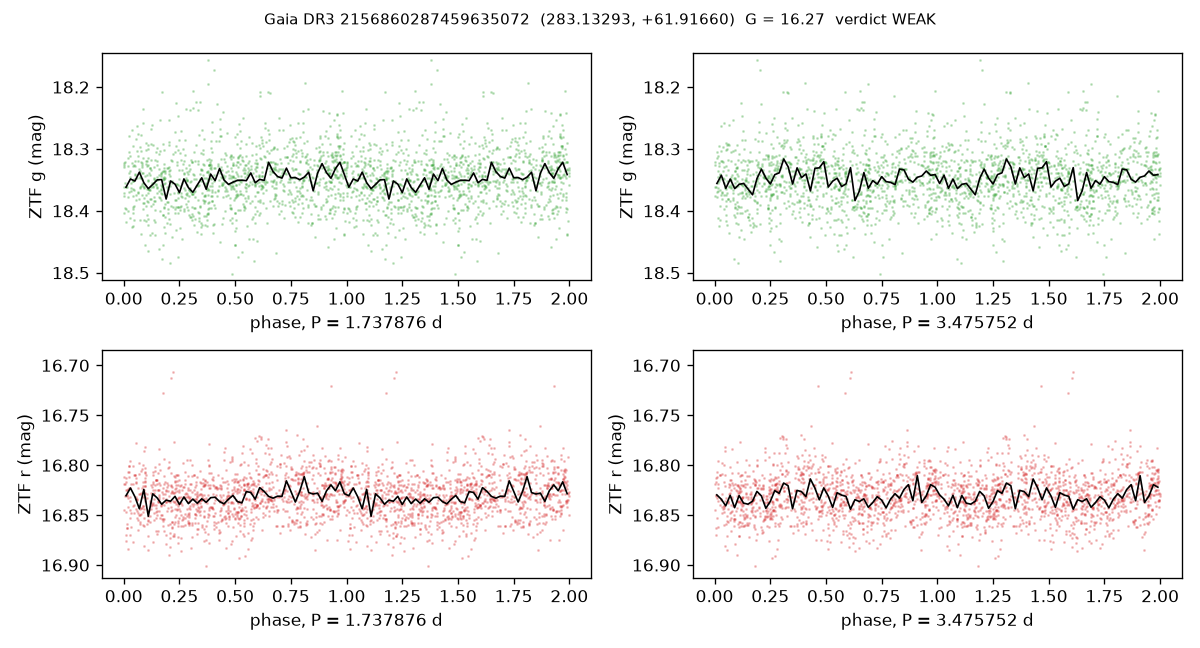 Gaia DR3 2156860287459635072 (283.13293, +61.91660) G = 16.27 verdict WEAK
ZTF g (mag)
18.2
18.3
18.4
18.5
0.00 0.25 0.50 0.75 1.00 1.25 1.50 1.75 2.00
phase, P = 1.737876 d
ZTF g (mag)
18.2
18.3
18.4
18.5
0.00 0.25 0.50 0.75 1.00 1.25 1.50 1.75 2.00
phase, P = 3.475752 d
ZTF r (mag)
16.70
16.75
16.80
16.85
16.90
0.00 0.25 0.50 0.75 1.00 1.25 1.50 1.75 2.00
phase, P = 1.737876 d
ZTF r (mag)
16.70
16.75
16.80
16.85
16.90
0.00 0.25 0.50 0.75 1.00 1.25 1.50 1.75 2.00
phase, P = 3.475752 d